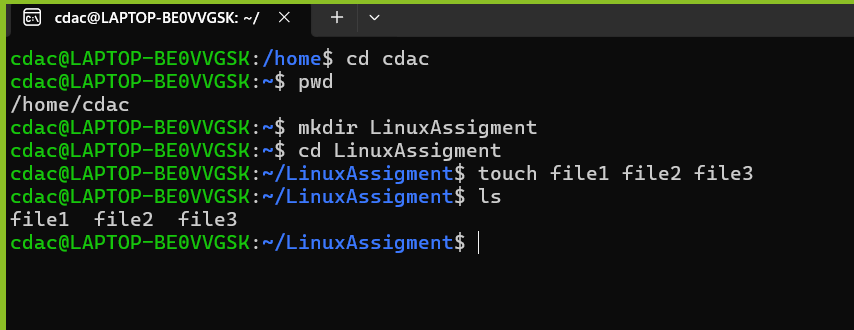 cdac@LAPTOP-BE0VVGSK: ~/
cdac@LAPTOP-BE0VVGSK:/home$ cd cdac
cdac@LAPTOP-BE0VVGSK:~$ pwd
/home/cdac
cdac@LAPTOP-BE0VVGSK:~$ mkdir LinuxAssigment
cdac@LAPTOP-BE0VVGSK:~$ cd LinuxAssigment
cdac@LAPTOP-BE0VVGSK:~/LinuxAssigment$ touch file1 file2 file3
cdac@LAPTOP-BE0VVGSK:~/LinuxAssigment$ ls
file1  file2  file3
cdac@LAPTOP-BE0VVGSK:~/LinuxAssigment$